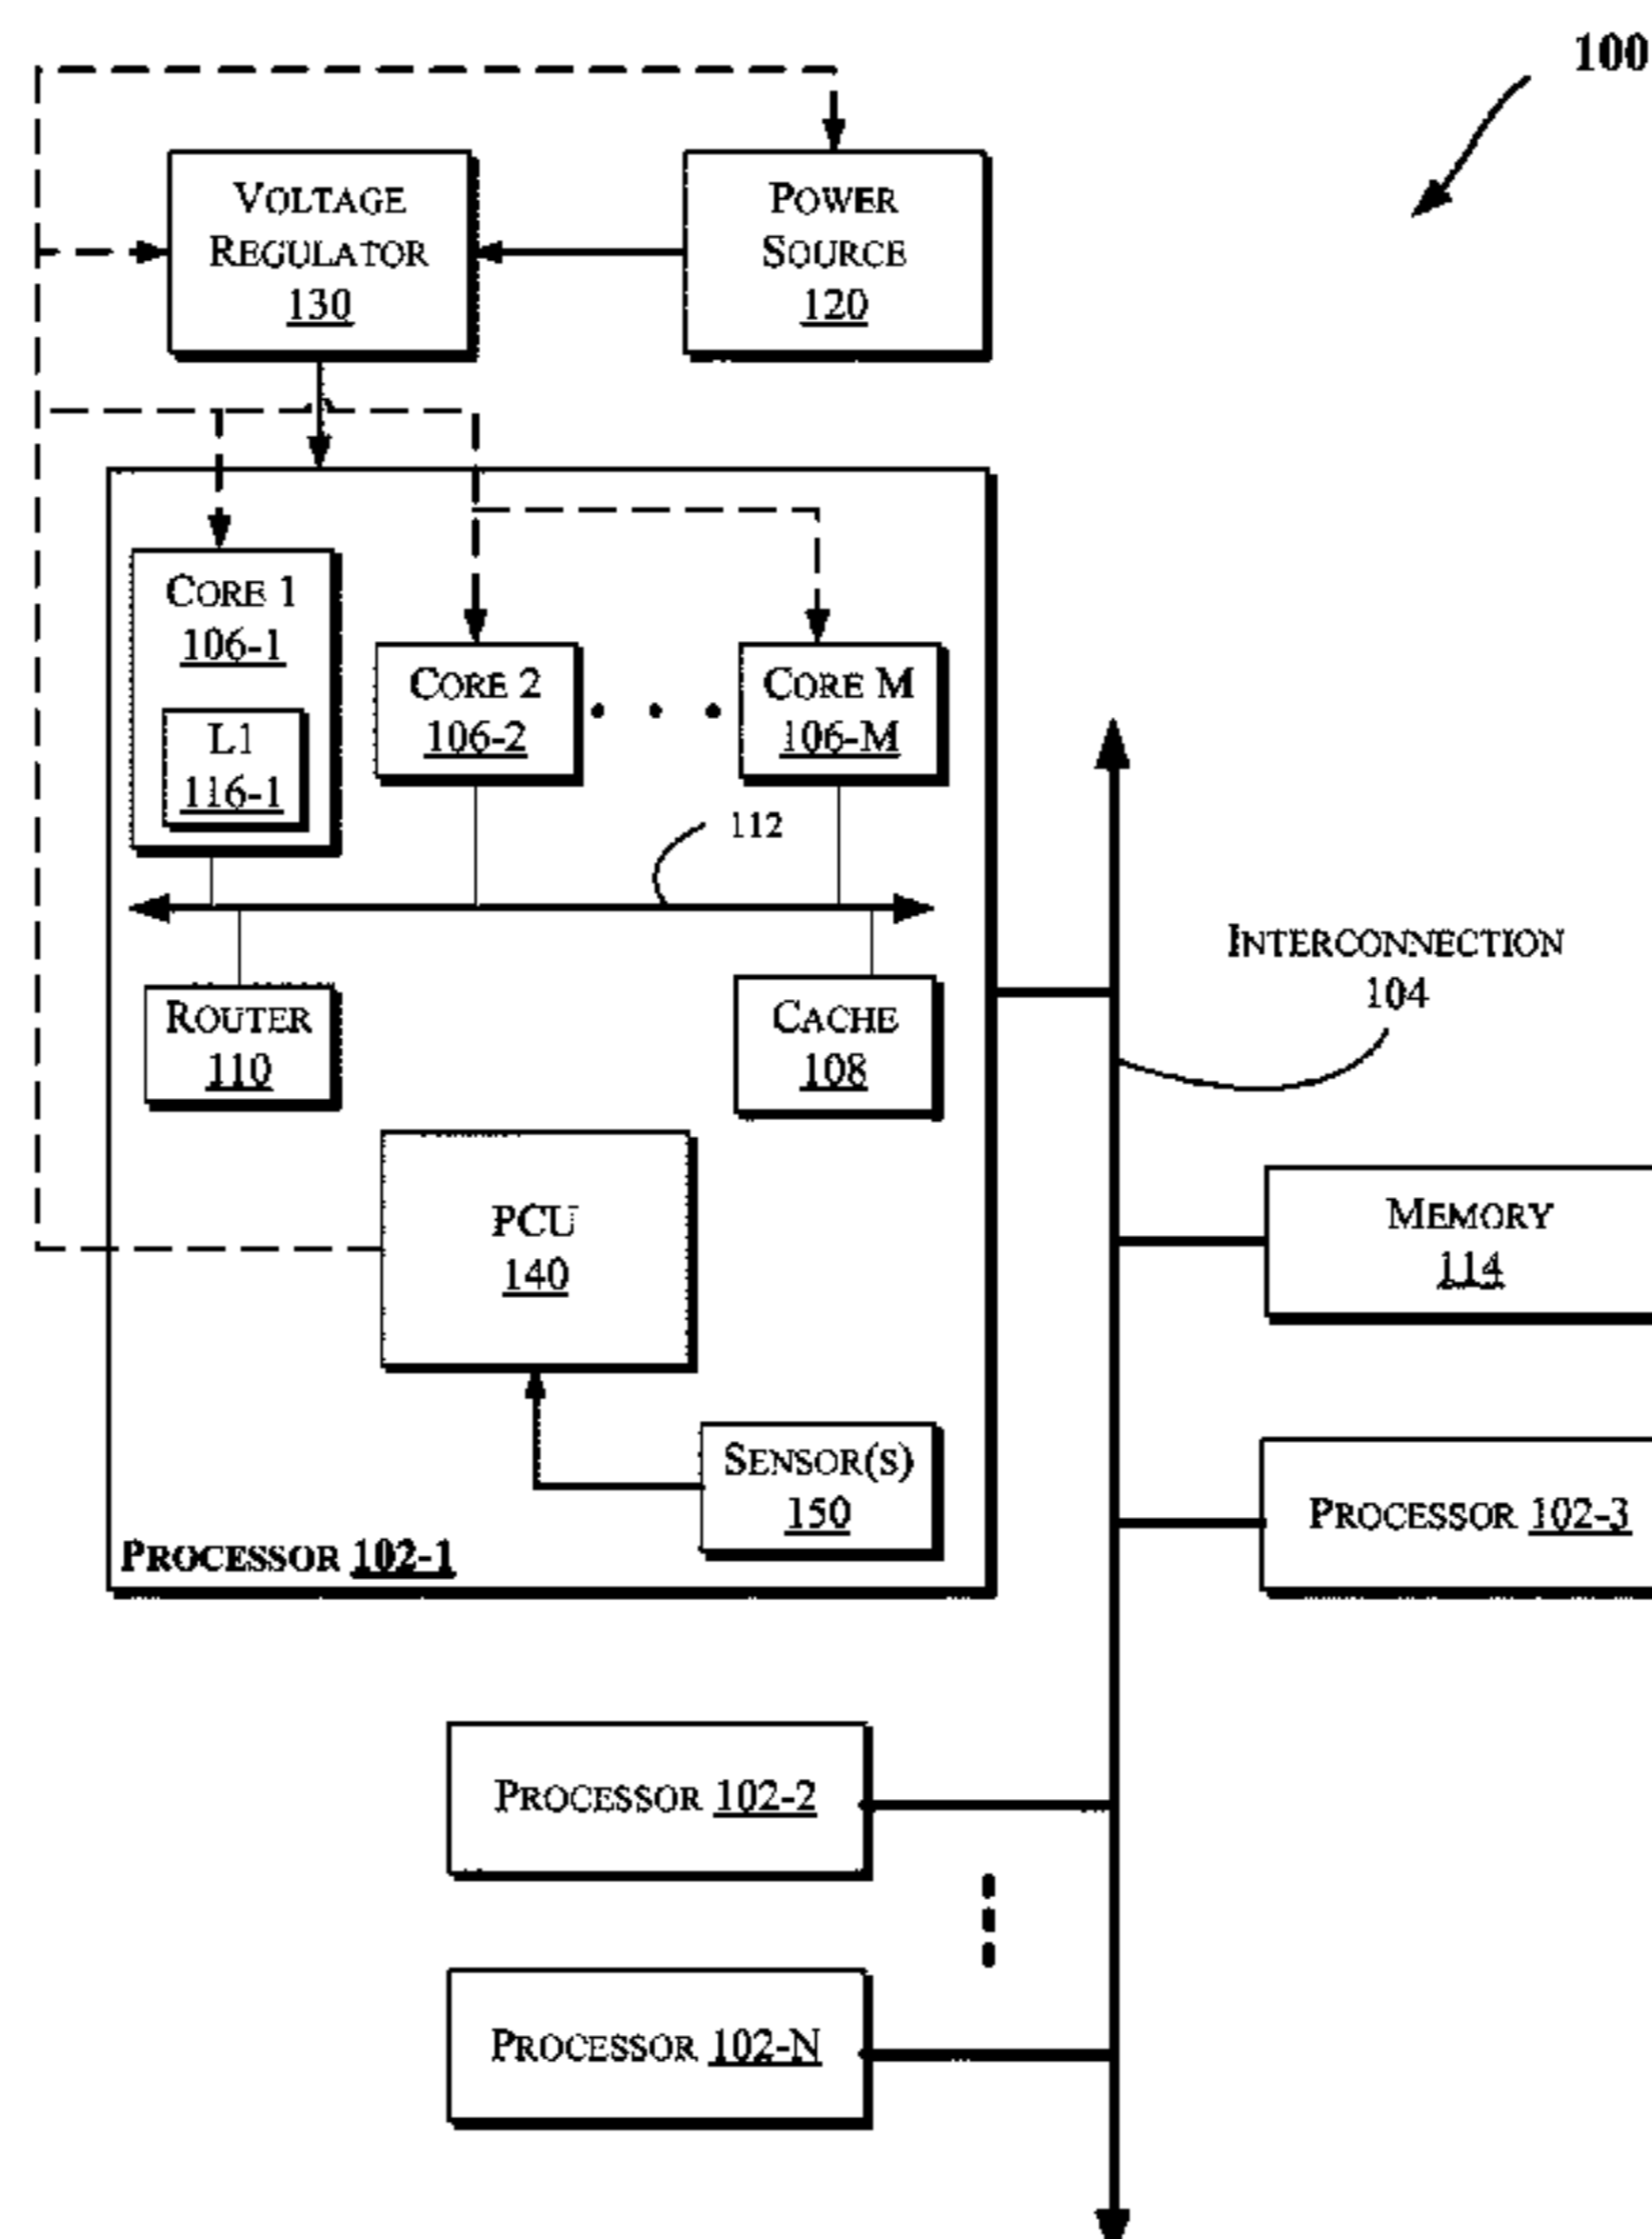 100
VOLTAGE
REGULATOR
130
POWER
SOURCE
120
CORE 1
106-1
L1
116-1
CORE 2
106-2
CORE M
106-M
112
ROUTER
110
CACHE
108
INTERCONNECTION
104
PCU
140
MEMORY
114
SENSOR(S)
150
PROCESSOR 102-1
PROCESSOR 102-3
PROCESSOR 102-2
PROCESSOR 102-N